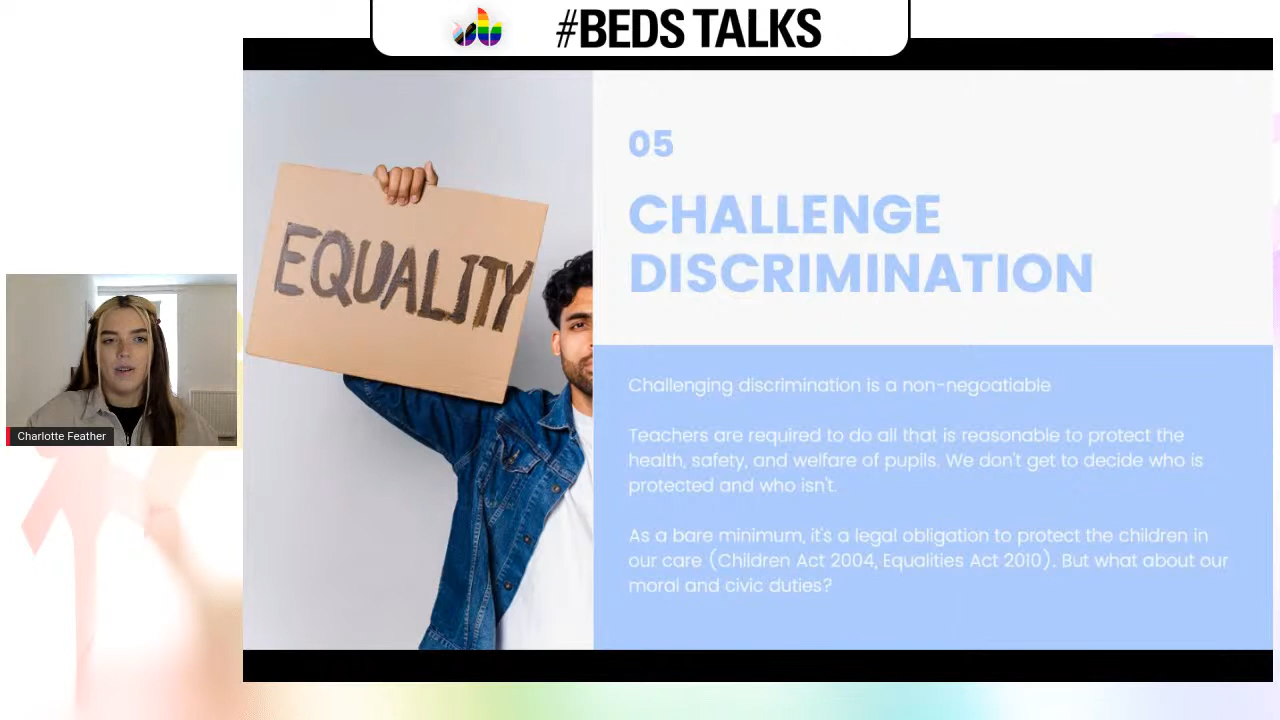 #BEDS TALKS
EQUALITY
05
CHALLENGE
DISCRIMINATION
Challenging discrimination is a non-negoatiable
Teachers are required to do all that is reasonable to protect the
health, safety, and welfare of pupils. We don't get to decide who is
protected and who isn't.
As a bare minimum, it's a legal obligation to protect the children in
our care (Children Act 2004, Equalities Act 2010). But what about our
moral and civic duties?
Charlotte Feather